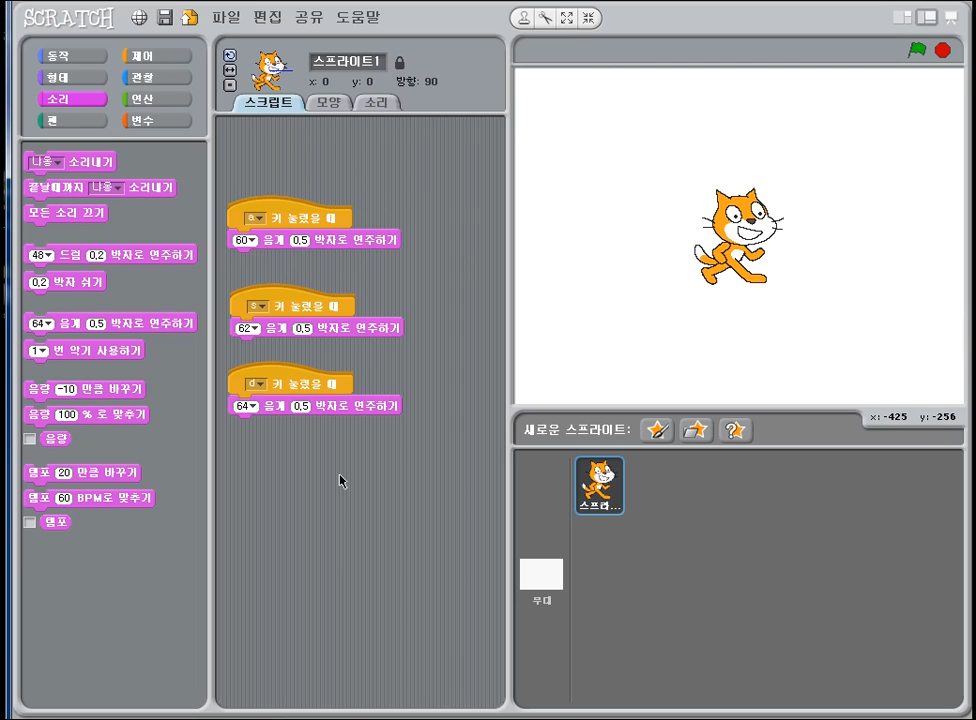 SCRATCH 파일 편집 공유 도움말
동작 제어
형태 관찰
소리 연산
펜 변수
스프라이트1
x: 0 y: 0 방향: 90
스크립트 모양 소리
야옹 소리내기
끝날때까지 야옹 소리내기
모든 소리 끄기
48 드럼 0.2 박자로 연주하기
0.2 박자 쉬기
64 음계 0.5 박자로 연주하기
1 번 악기 사용하기
음량 -10 만큼 바꾸기
음량 100 % 로 맞추기
음량
템포 20 만큼 바꾸기
템포 60 BPM로 맞추기
템포
a 키 눌렸을 때
60 음계 0.5 박자로 연주하기
s 키 눌렸을 때
62 음계 0.5 박자로 연주하기
d 키 눌렸을 때
64 음계 0.5 박자로 연주하기
x: -425 y: -256
새로운 스프라이트:
스프라...
무대